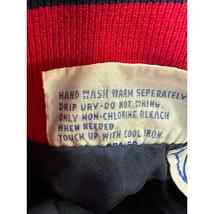 HAND WASH WARM SEPERATELY
DRIP DRY-DO NOT WRING.
ONLY NON-CHLORINE BLEACH
WHEN NEEDED
TOUCH UP WITH COOL IRON.